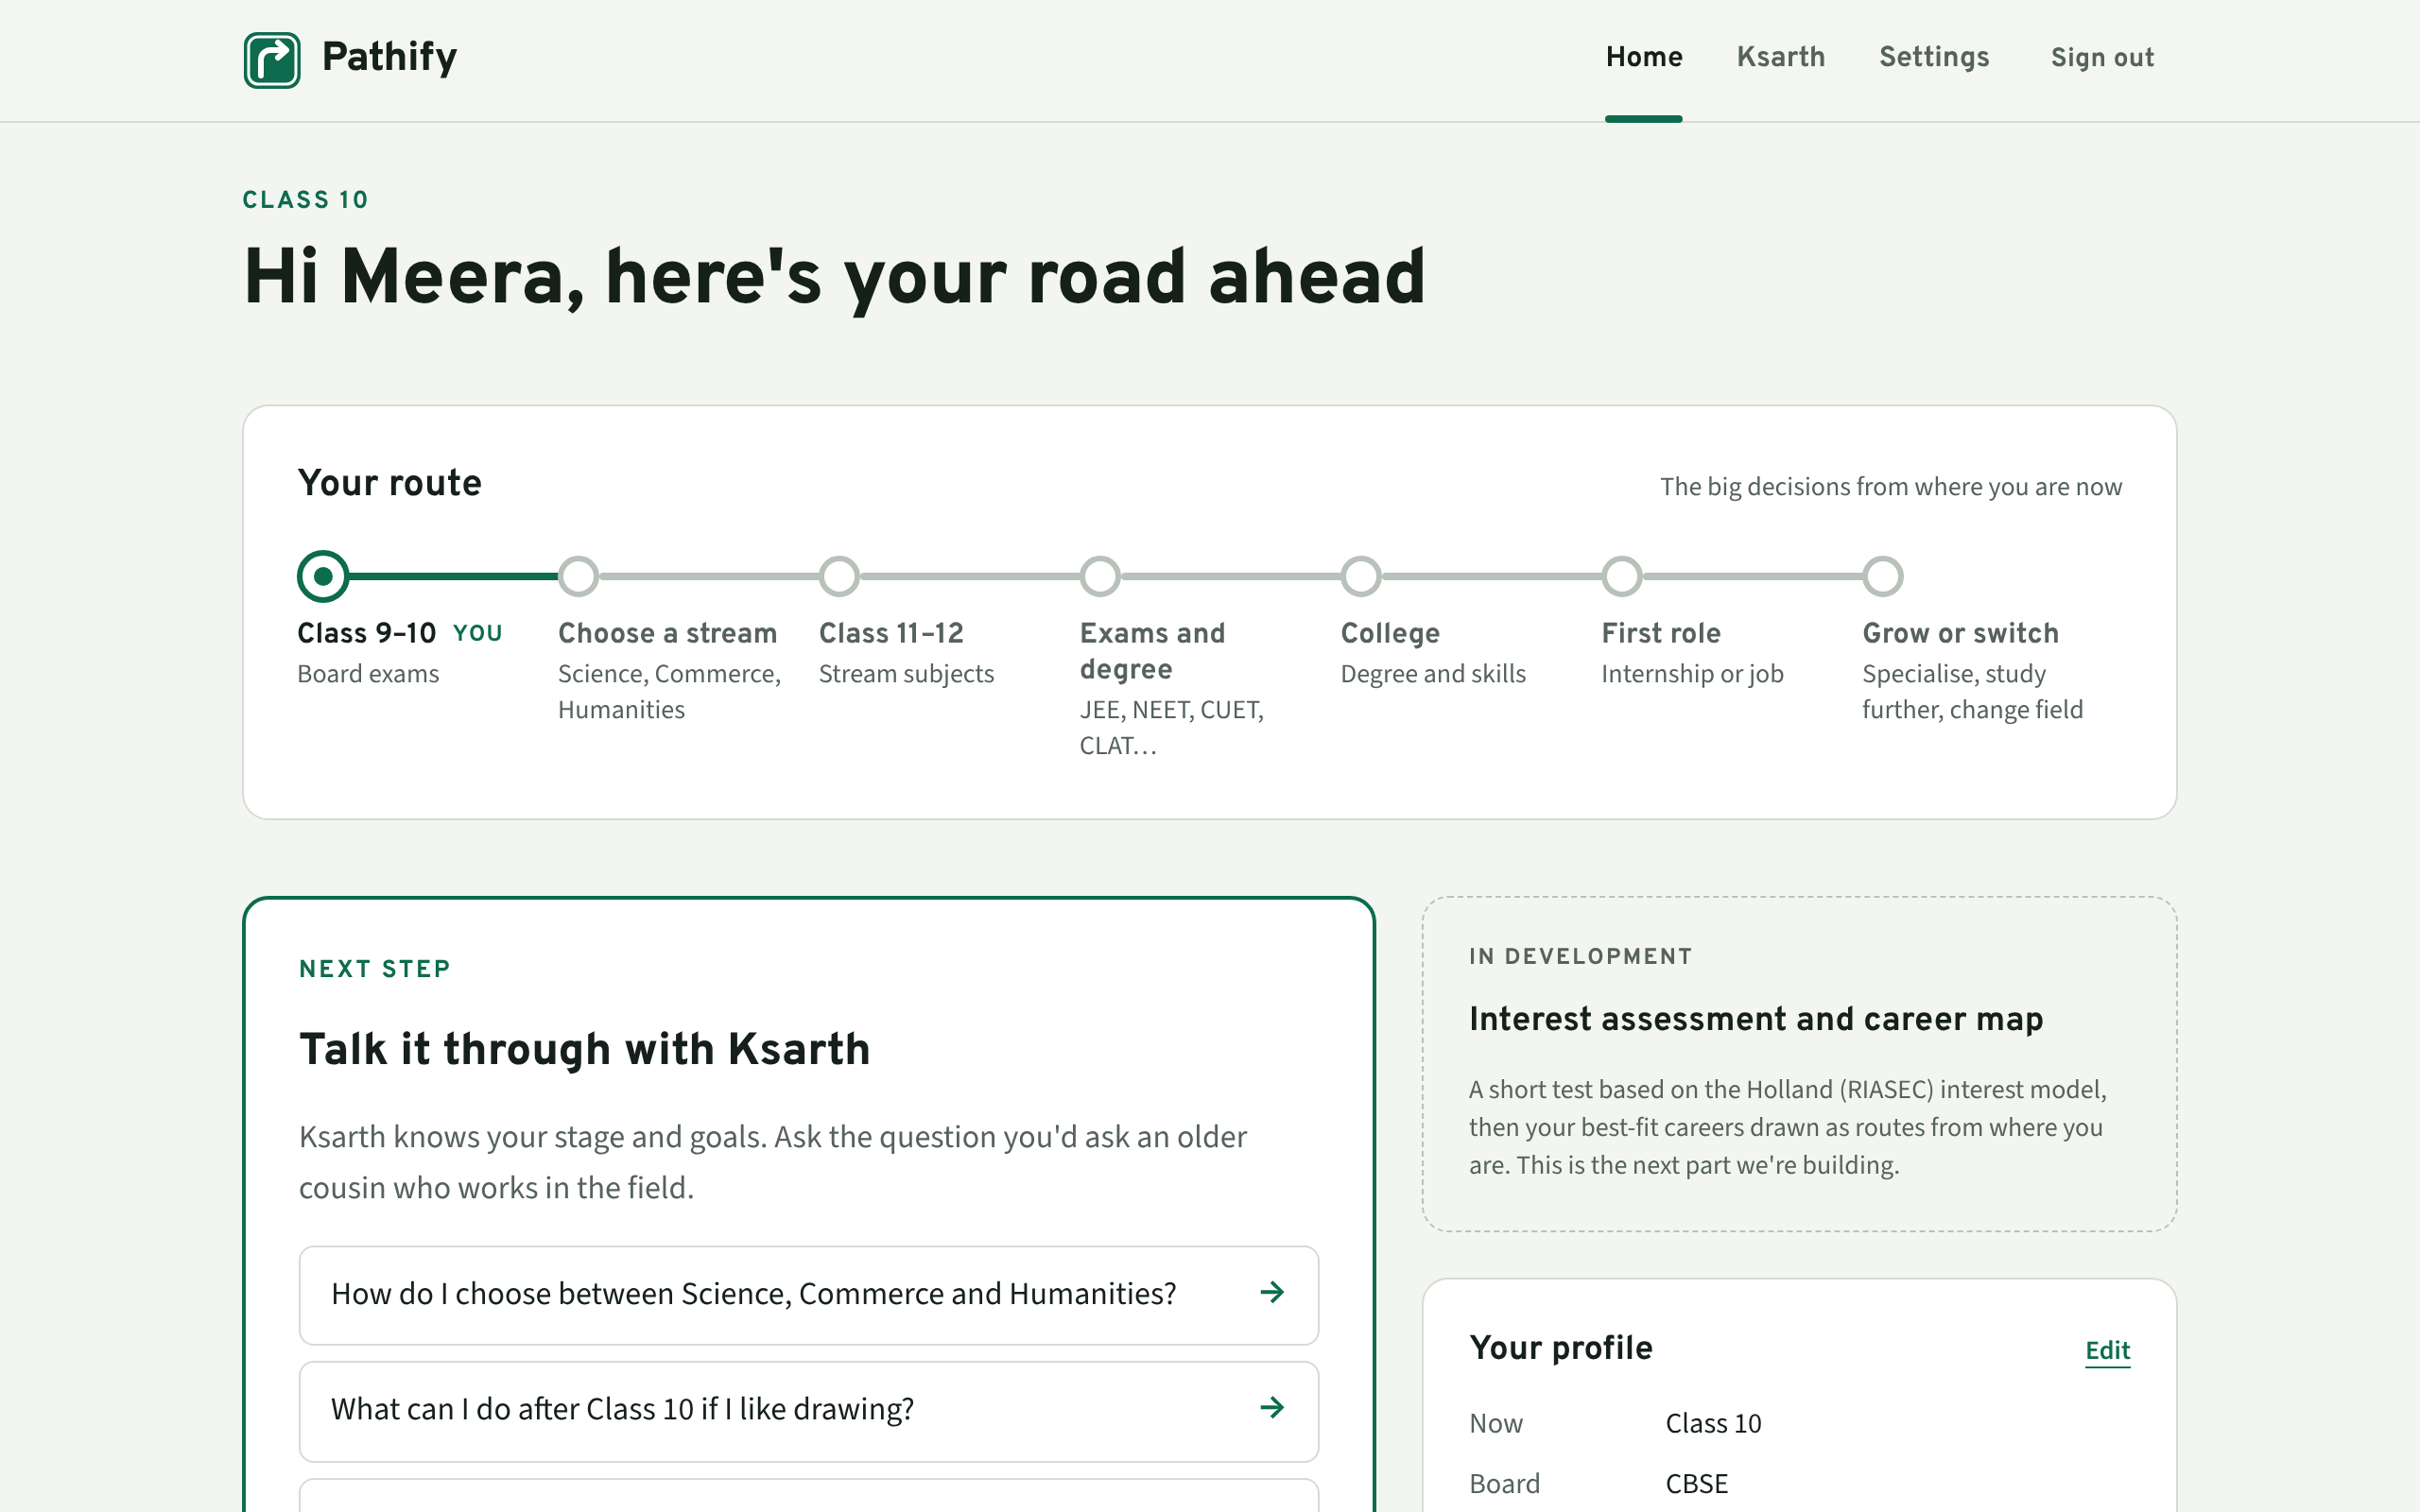 Pathify
Home
Ksarth
Settings
Sign out
CLASS 10
Hi Meera, here's your road ahead
Your route
The big decisions from where you are now
Class 9–10 YOU
Board exams
Choose a stream
Science, Commerce,
Humanities
Class 11–12
Stream subjects
Exams and
degree
JEE, NEET, CUET,
CLAT…
College
Degree and skills
First role
Internship or job
Grow or switch
Specialise, study
further, change field
NEXT STEP
Talk it through with Ksarth
Ksarth knows your stage and goals. Ask the question you'd ask an older
cousin who works in the field.
How do I choose between Science, Commerce and Humanities?
What can I do after Class 10 if I like drawing?
IN DEVELOPMENT
Interest assessment and career map
A short test based on the Holland (RIASEC) interest model,
then your best-fit careers drawn as routes from where you
are. This is the next part we're building.
Your profile
Edit
Now
Class 10
Board
CBSE